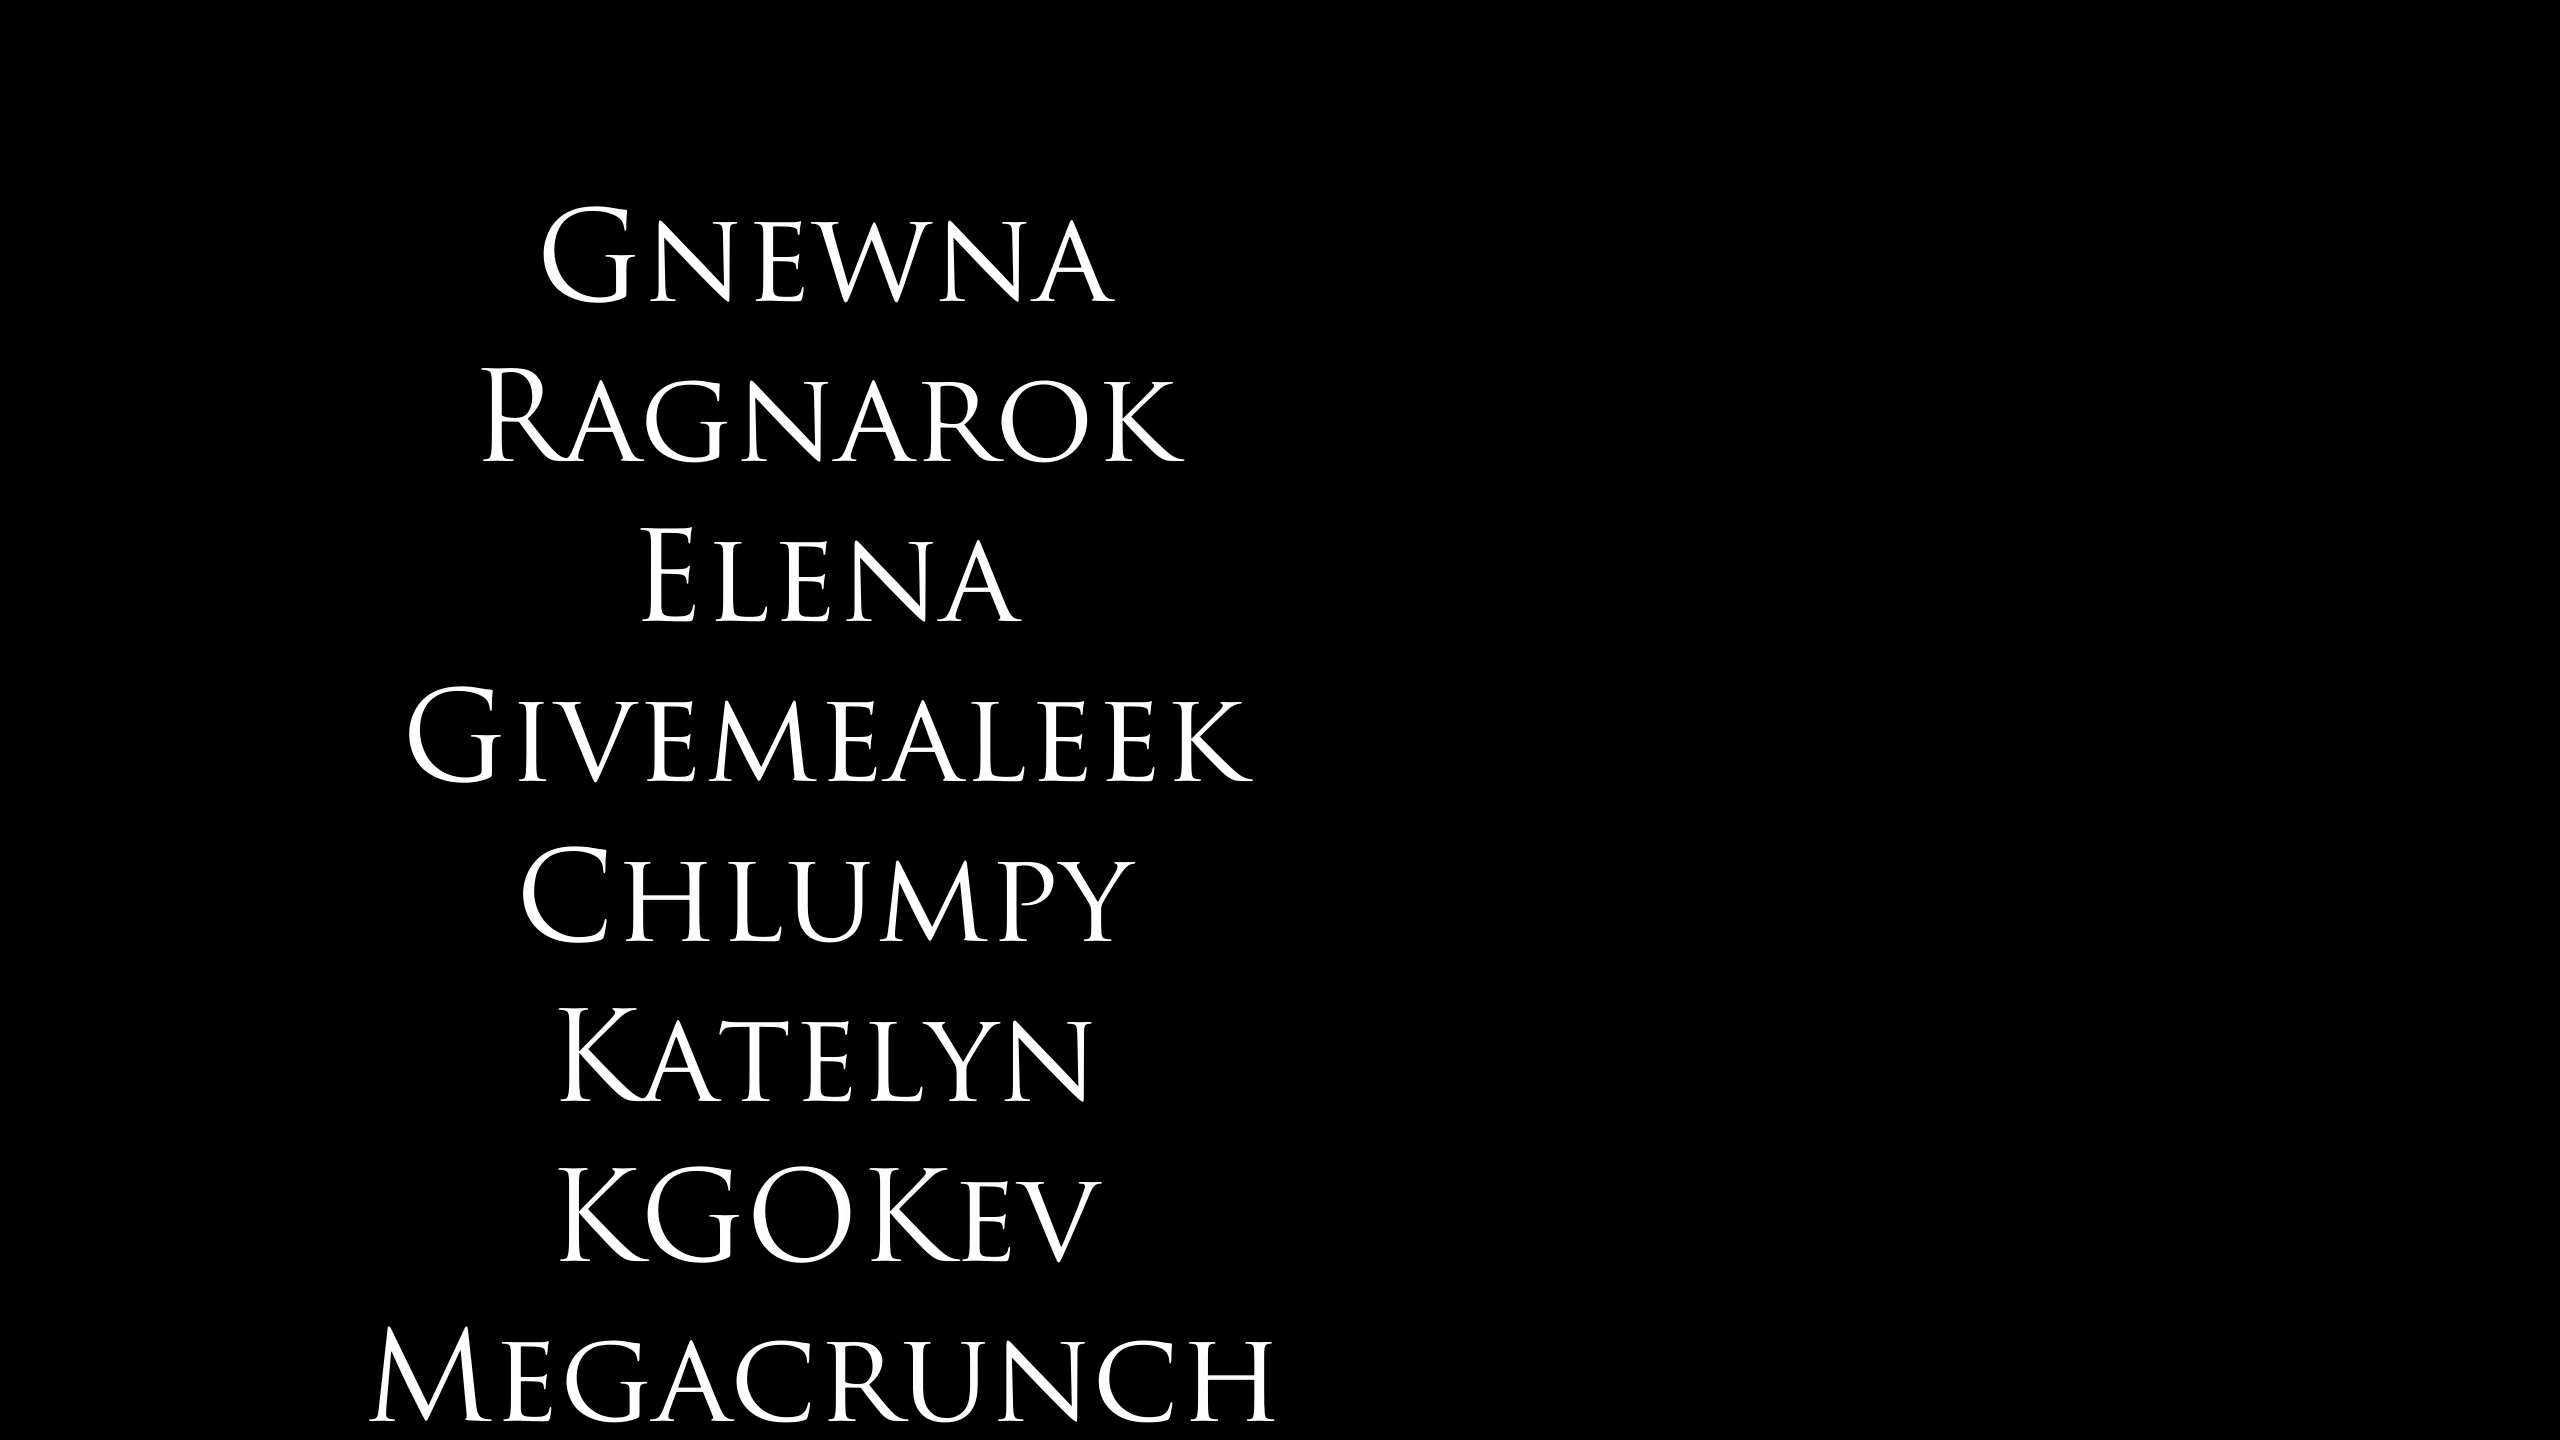 Gnewna
Ragnarok
Elena
Givemealeek
Chlumpy
Katelyn
KGOKev
Megacrunch